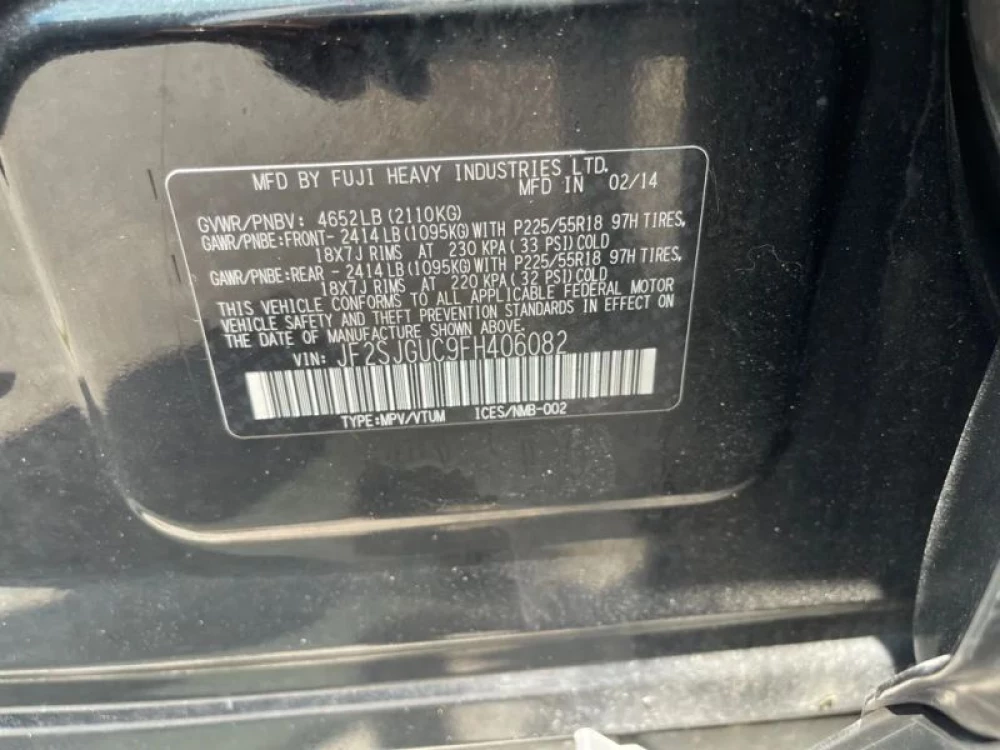 MFD BY FUJI HEAVY INDUSTRIES LTD.
MFD IN 02/14
GVWR/PNBV: 4652LB (2110KG)
GAWR/PNBE:FRONT- 2414 LB (1095KG) WITH P225/55R18 97H TIRES,
18X7J RIMS AT 230 KPA ( 33 PSI) COLD
GAWR/PNBE:REAR - 2414 LB (1095KG) WITH P225/55R18 97H TIRES,
18X7J RIMS AT 220 KPA ( 32 PSI) COLD
THIS VEHICLE CONFORMS TO ALL APPLICABLE FEDERAL MOTOR
VEHICLE SAFETY AND THEFT PREVENTION STANDARDS IN EFFECT ON
THE DATE OF MANUFACTURE SHOWN ABOVE.
VIN: JF2SJGUC9FH406082
TYPE:MPV/VTUM ICES/NMB-002